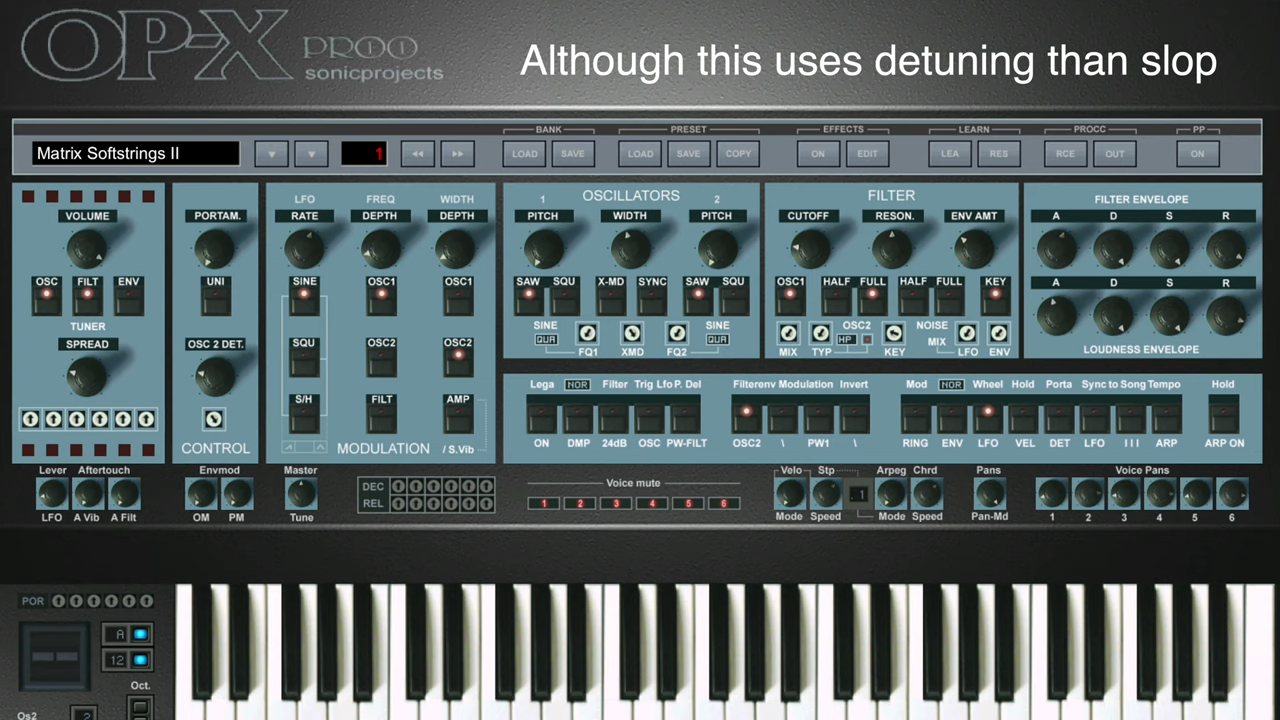 OP-X
PRO II
sonicprojects
Although this uses detuning than slop
BANK PRESET EFFECTS LEARN PROCC PP
Matrix Softstrings II 1 LOAD SAVE LOAD SAVE COPY ON EDIT LEA RES RCE OUT ON
VOLUME
OSC FILT ENV
TUNER
SPREAD
PORTAM.
UNI
OSC 2 DET.
CONTROL
LFO FREQ WIDTH
RATE DEPTH DEPTH
SINE OSC1 OSC1
SQU OSC2 OSC2
S/H FILT AMP
MODULATION / S.Vib
OSCILLATORS
1 2
PITCH WIDTH PITCH
SAW SQU X-MD SYNC SAW SQU
SINE SINE
QUA QUA
FQ1 XMD FQ2
FILTER
CUTOFF RESON. ENV AMT
OSC1 HALF FULL HALF FULL KEY
OSC2 NOISE
HP MIX
MIX TYP KEY LFO ENV
FILTER ENVELOPE
A D S R
A D S R
LOUDNESS ENVELOPE
Lega NOR Filter Trig Lfo P. Del Filterenv Modulation Invert Mod NOR Wheel Hold Porta Sync to Song Tempo Hold
ON DMP 24dB OSC PW-FILT OSC2 \ PW1 \ RING ENV LFO VEL DET LFO III ARP ARP ON
Lever Aftertouch Envmod Master
LFO A Vib A Filt OM PM Tune
DEC
REL
Voice mute
1 2 3 4 5 6
Velo Stp Arpeg Chrd Pans Voice Pans
1
Mode Speed Mode Speed Pan-Md 1 2 3 4 5 6
POR
A
12
Oct.
Os2 2